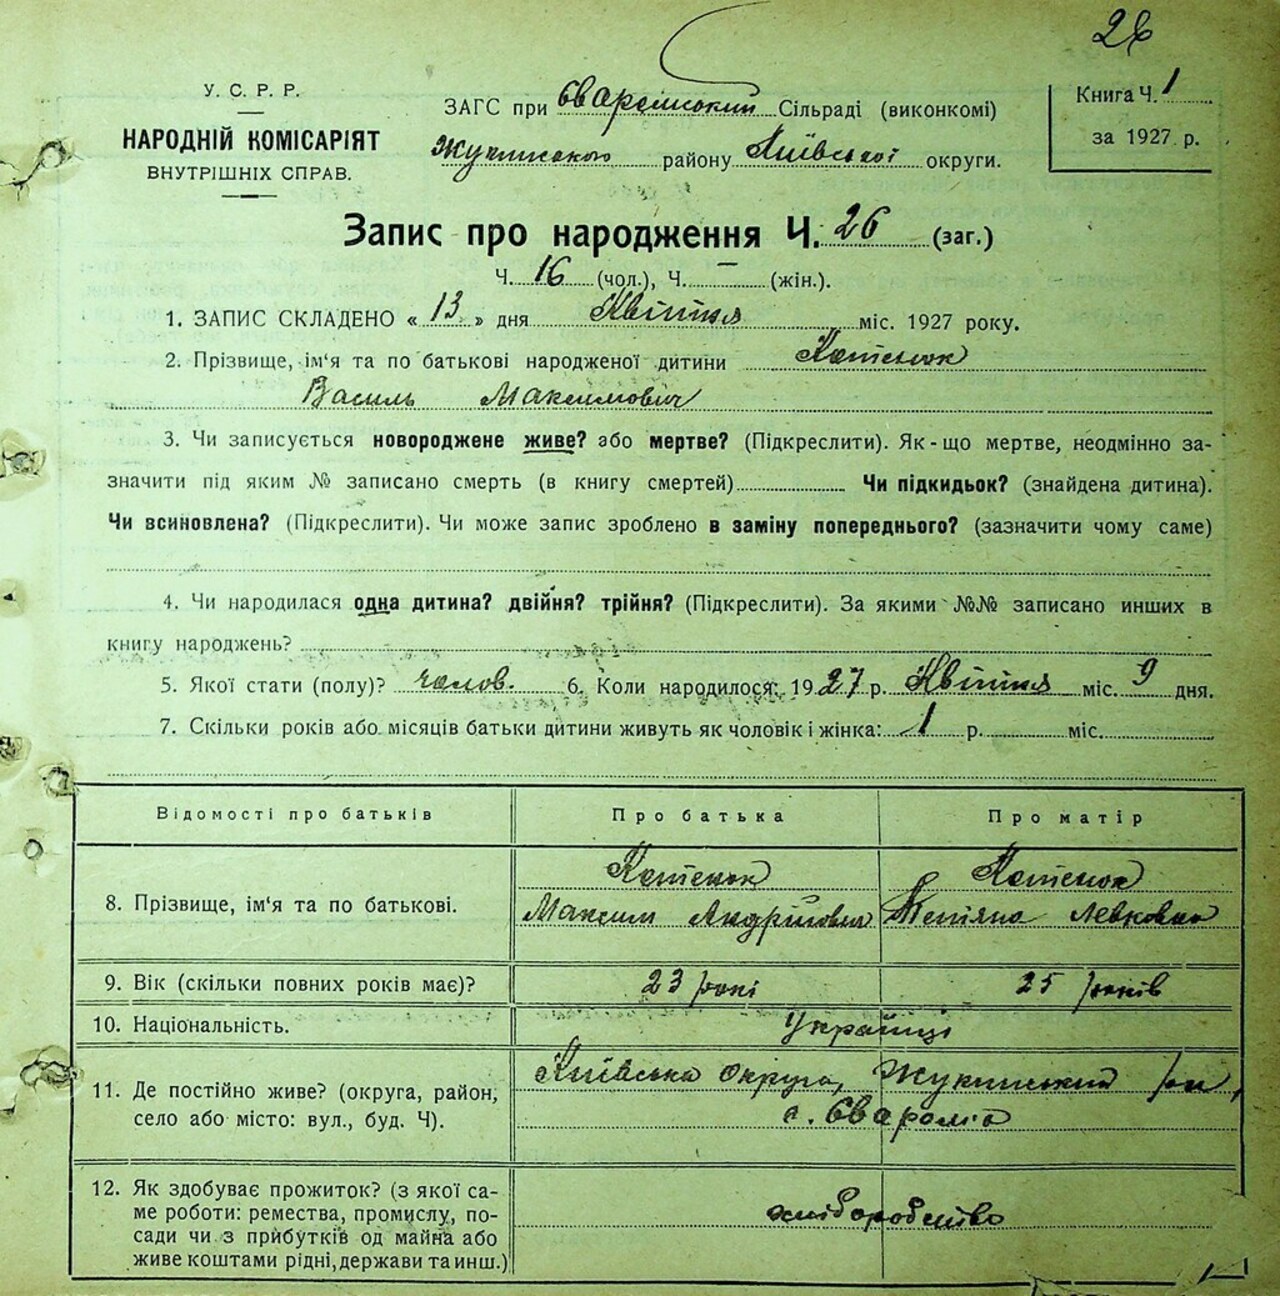 26
У. С. Р. Р.
НАРОДНІЙ КОМІСАРІЯТ
ВНУТРІШНІХ СПРАВ.
ЗАГС при Сільраді (виконкомі)
району Київської округи.
Книга Ч. 1
за 1927 р.
Запис про народження Ч. 26 (заг.)
Ч. 16 (чол.), Ч. — (жін.).
1. ЗАПИС СКЛАДЕНО « 13 » дня Квітня міс. 1927 року.
2. Прізвище, ім'я та по батькові народженої дитини Котенок
Василь Максимович
3. Чи записується новороджене живе? або мертве? (Підкреслити). Як-що мертве, неодмінно за-
значити під яким № записано смерть (в книгу смертей) Чи підкидьок? (знайдена дитина).
Чи всиновлена? (Підкреслити). Чи може запис зроблено в заміну попереднього? (зазначити чому саме)
4. Чи народилася одна дитина? двійня? трійня? (Підкреслити). За якими №№ записано инших в
книгу народжень?
5. Якої стати (полу)? чолов. 6. Коли народилося: 1927 р. Квітня міс. 9 дня.
7. Скільки років або місяців батьки дитини живуть як чоловік і жінка: 1 р. міс.
Відомості про батьків Про батька Про матір
8. Прізвище, ім'я та по батькові. Котенок Котенок
Максим Андрійович Тетяна Левковна
9. Вік (скільки повних років має)? 23 рокі 25 років
10. Національність. Українці
11. Де постійно живе? (округа, район, Київська округа, Жукинський рон,
село або місто: вул., буд. Ч). с. Єваромія
12. Як здобуває прожиток? (з якої са-
ме роботи: ремества, промислу, по- хліборобство
сади чи з прибутків од майна або
живе коштами рідні, держави та инш.)